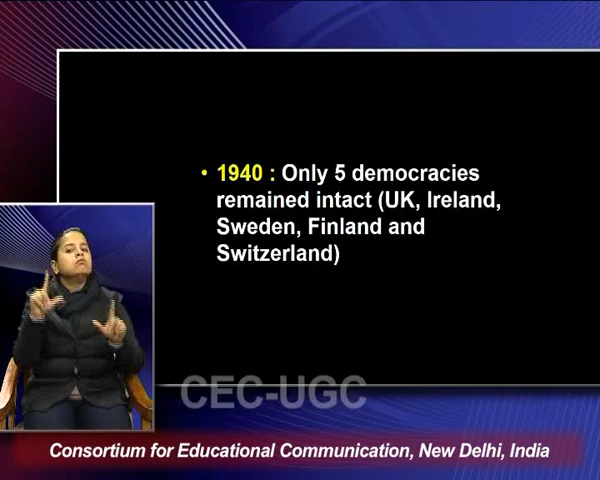 • 1940 : Only 5 democracies
remained intact (UK, Ireland,
Sweden, Finland and
Switzerland)
CEC-UGC
Consortium for Educational Communication, New Delhi, India